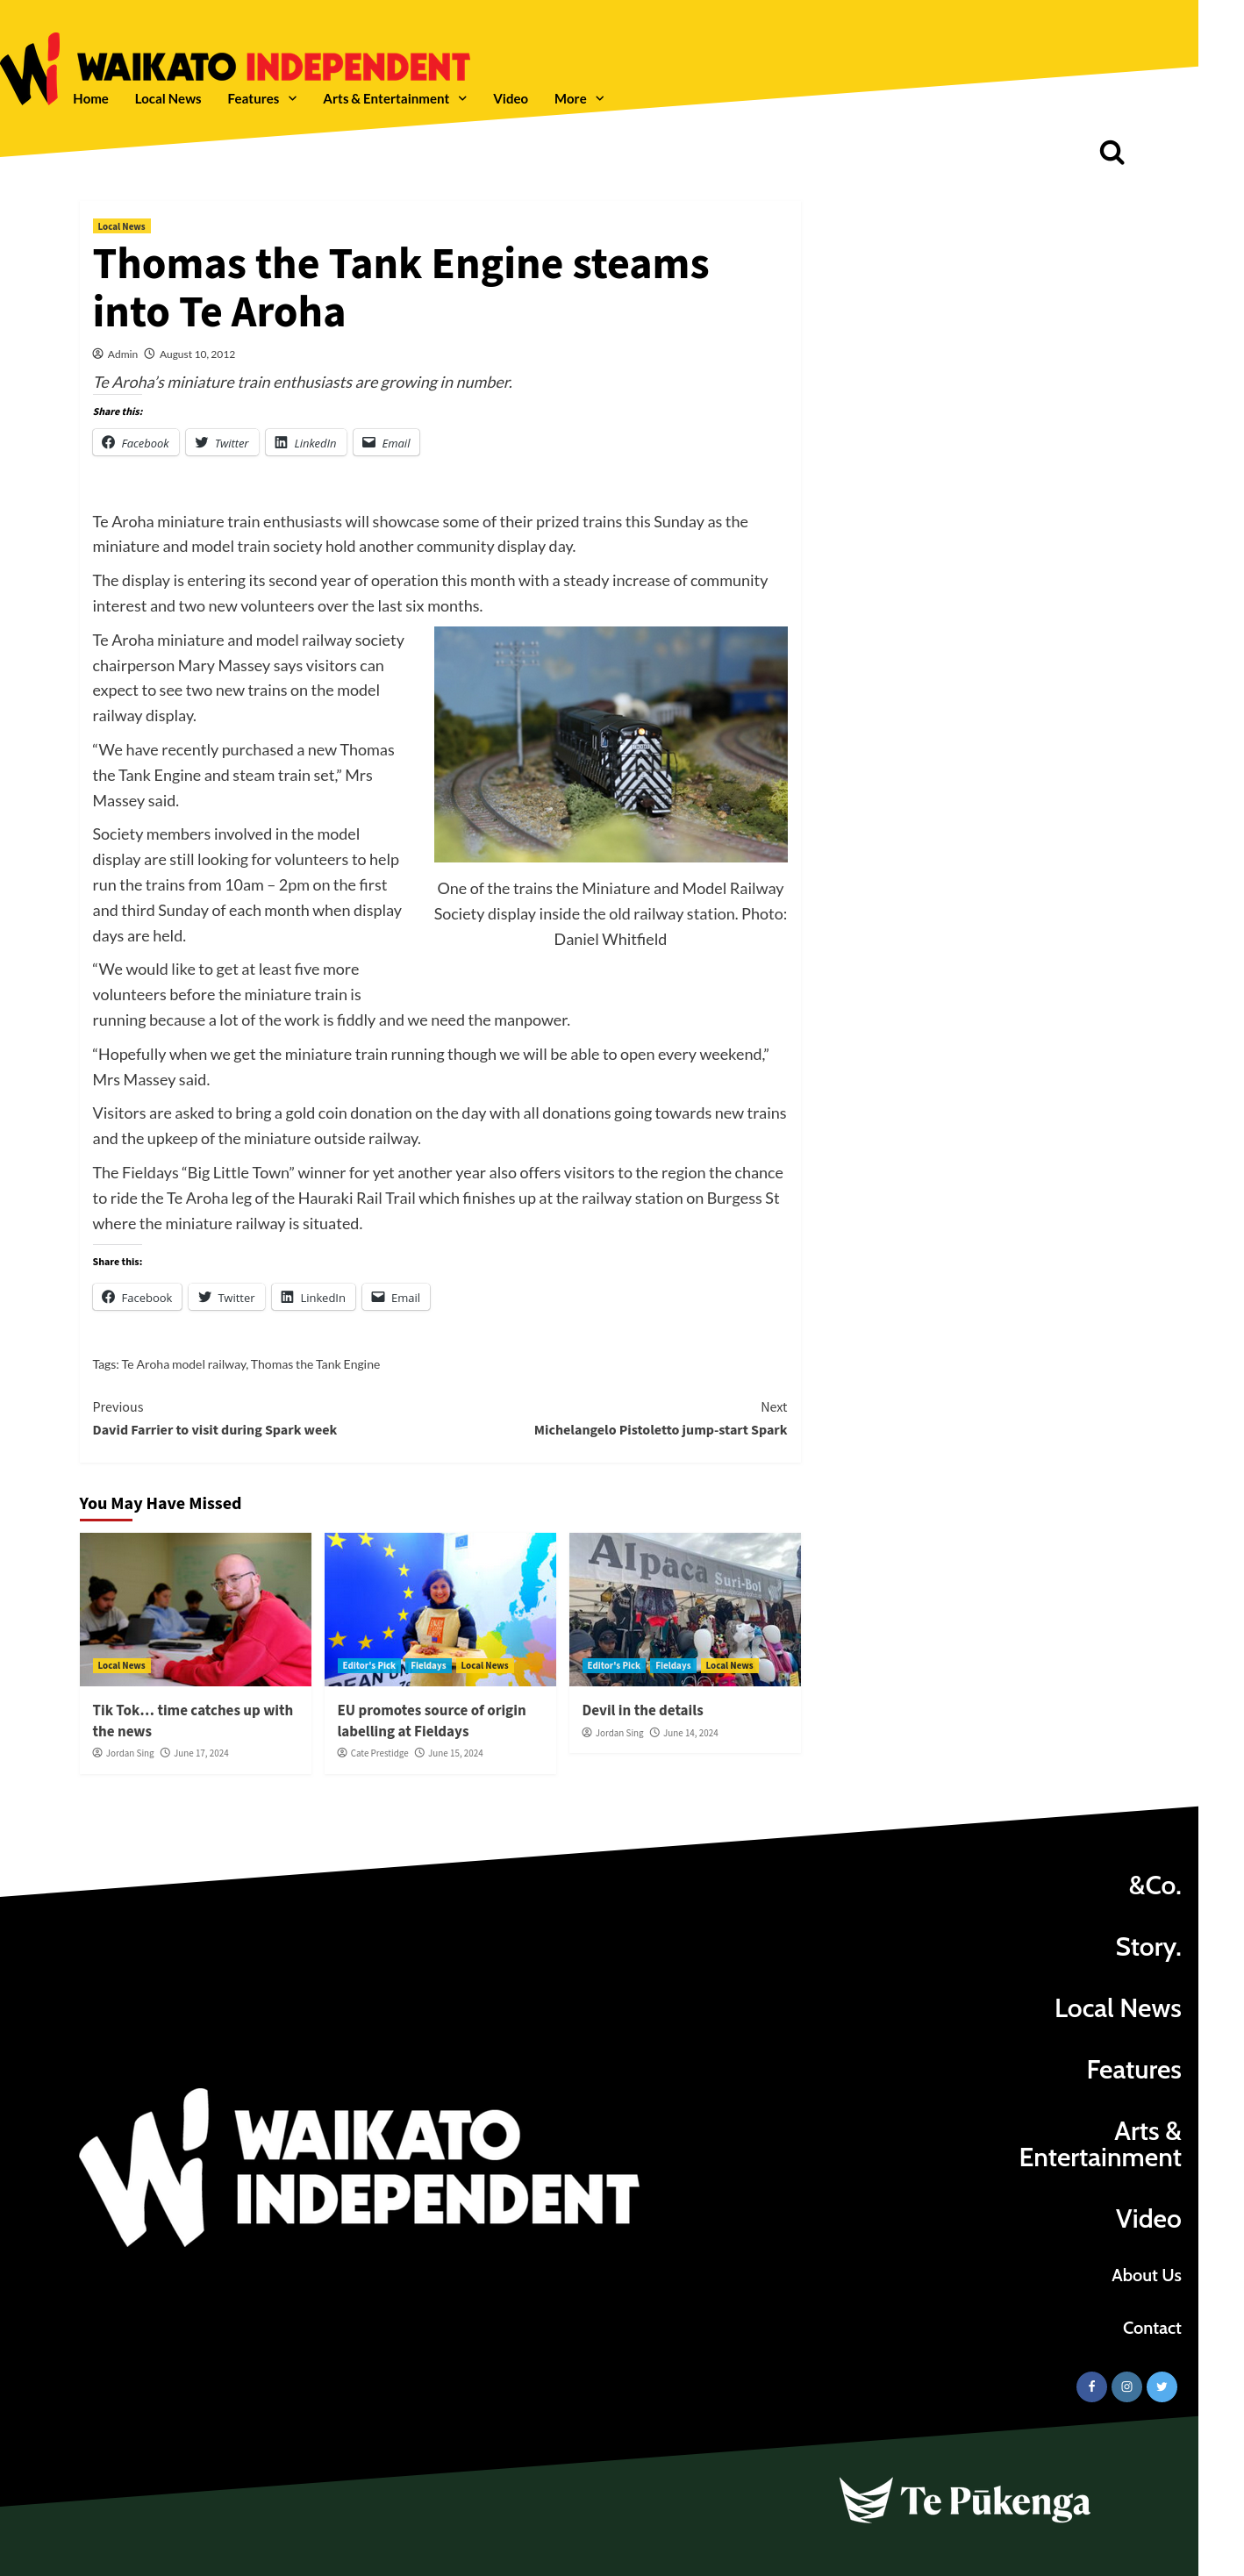 WAIKATO INDEPENDENT
Home Local News Features Arts & Entertainment Video More
Local News
Thomas the Tank Engine steams
into Te Aroha
Admin August 10, 2012
Te Aroha’s miniature train enthusiasts are growing in number.
Share this:
Facebook Twitter LinkedIn Email
Te Aroha miniature train enthusiasts will showcase some of their prized trains this Sunday as the
miniature and model train society hold another community display day.
The display is entering its second year of operation this month with a steady increase of community
interest and two new volunteers over the last six months.
Te Aroha miniature and model railway society
chairperson Mary Massey says visitors can
expect to see two new trains on the model
railway display.
“We have recently purchased a new Thomas
the Tank Engine and steam train set,” Mrs
Massey said.
Society members involved in the model
display are still looking for volunteers to help
run the trains from 10am – 2pm on the first
and third Sunday of each month when display
days are held.
One of the trains the Miniature and Model Railway
Society display inside the old railway station. Photo:
Daniel Whitfield
“We would like to get at least five more
volunteers before the miniature train is
running because a lot of the work is fiddly and we need the manpower.
“Hopefully when we get the miniature train running though we will be able to open every weekend,”
Mrs Massey said.
Visitors are asked to bring a gold coin donation on the day with all donations going towards new trains
and the upkeep of the miniature outside railway.
The Fieldays “Big Little Town” winner for yet another year also offers visitors to the region the chance
to ride the Te Aroha leg of the Hauraki Rail Trail which finishes up at the railway station on Burgess St
where the miniature railway is situated.
Share this:
Facebook Twitter LinkedIn Email
Tags: Te Aroha model railway, Thomas the Tank Engine
Previous
David Farrier to visit during Spark week
Next
Michelangelo Pistoletto jump-start Spark
You May Have Missed
Local News
Tik Tok… time catches up with
the news
Jordan Sing June 17, 2024
Editor's Pick Fieldays Local News
EU promotes source of origin
labelling at Fieldays
Cate Prestidge June 15, 2024
Alpaca Suri-Bol
Editor's Pick Fieldays Local News
Devil in the details
Jordan Sing June 14, 2024
&Co.
Story.
Local News
Features
Arts &
Entertainment
Video
About Us
Contact
WAIKATO
INDEPENDENT
Te Pūkenga